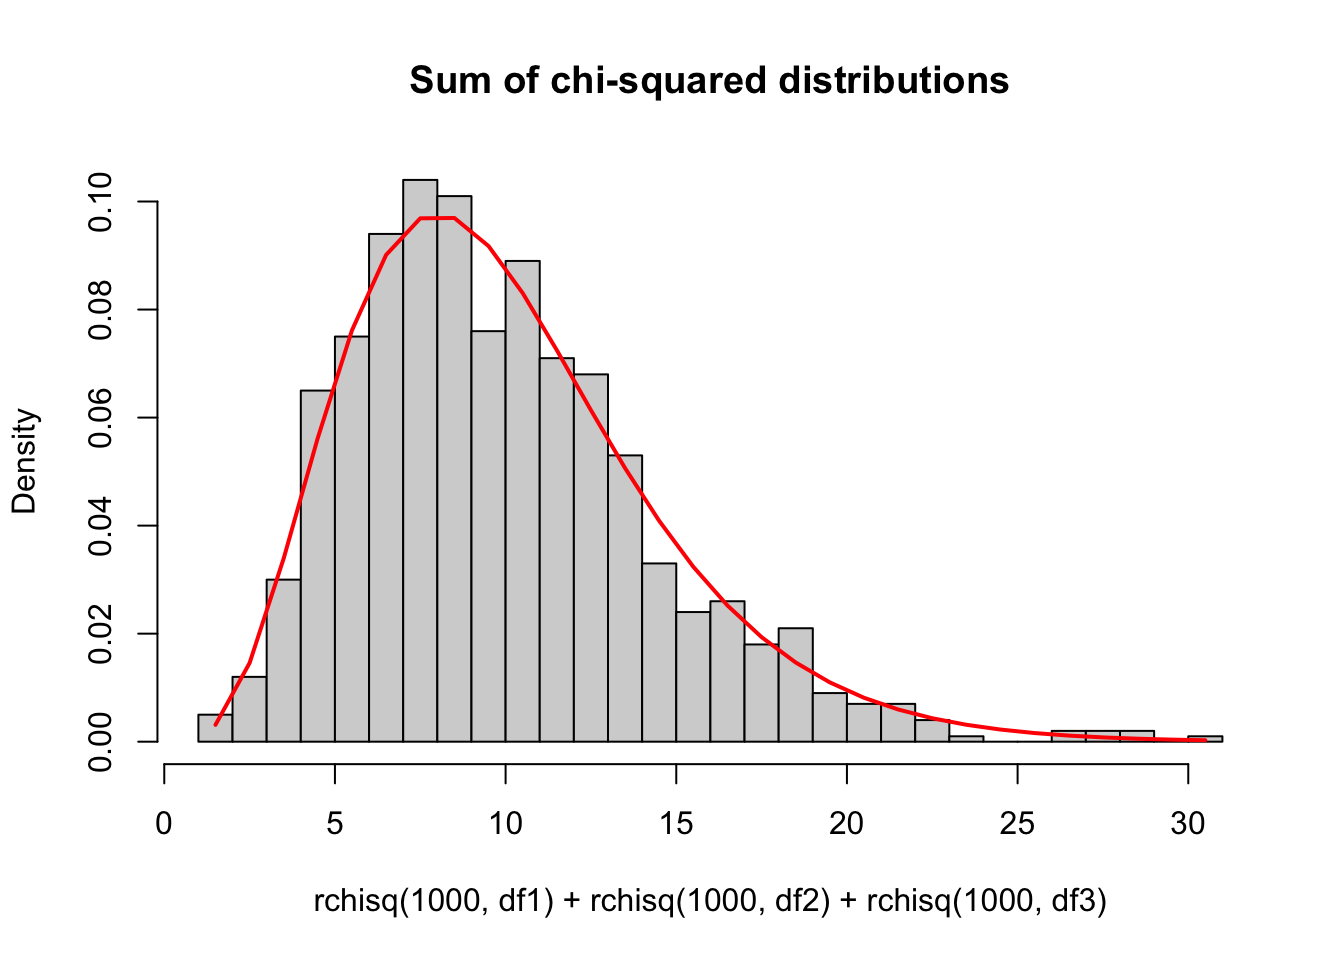 Sum of chi-squared distributions
Density
0.10
0.08
0.06
0.04
0.02
0.00
0 5 10 15 20 25 30
rchisq(1000, df1) + rchisq(1000, df2) + rchisq(1000, df3)